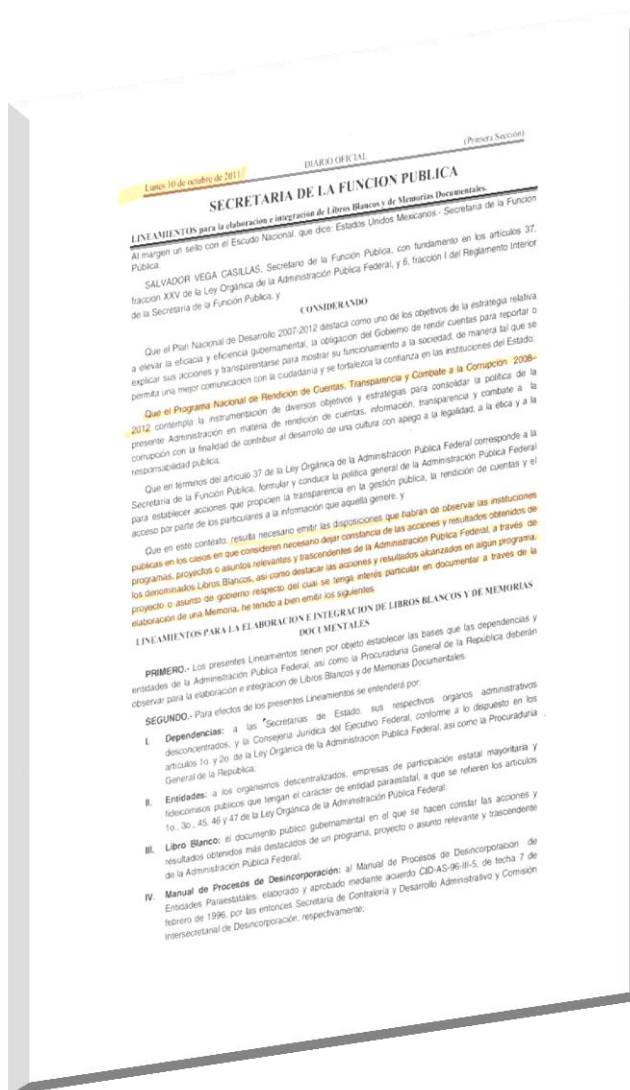 Lunes 10 de octubre de 2011 DIARIO OFICIAL (Primera Sección)
SECRETARIA DE LA FUNCION PUBLICA
LINEAMIENTOS para la elaboración e integración de Libros Blancos y de Memorias Documentales.
Al margen un sello con el Escudo Nacional, que dice: Estados Unidos Mexicanos.- Secretaría de la Función
Pública.
SALVADOR VEGA CASILLAS, Secretario de la Función Pública, con fundamento en los artículos 37,
fracción XXV de la Ley Orgánica de la Administración Pública Federal, y 6, fracción I del Reglamento Interior
de la Secretaría de la Función Pública, y
CONSIDERANDO
Que el Plan Nacional de Desarrollo 2007-2012 destaca como uno de los objetivos de la estrategia relativa
a elevar la eficacia y eficiencia gubernamental, la obligación del Gobierno de rendir cuentas para reportar o
explicar sus acciones y transparentarse para mostrar su funcionamiento a la sociedad, de manera tal que se
permita una mejor comunicación con la ciudadanía y se fortalezca la confianza en las instituciones del Estado;
Que el Programa Nacional de Rendición de Cuentas, Transparencia y Combate a la Corrupción 2008-
2012 contempla la instrumentación de diversos objetivos y estrategias para consolidar la política de la
presente Administración en materia de rendición de cuentas, información, transparencia y combate a la
corrupción con la finalidad de contribuir al desarrollo de una cultura con apego a la legalidad, a la ética y a la
responsabilidad pública;
Que en términos del artículo 37 de la Ley Orgánica de la Administración Pública Federal corresponde a la
Secretaría de la Función Pública, formular y conducir la política general de la Administración Pública Federal
para establecer acciones que propicien la transparencia en la gestión pública, la rendición de cuentas y el
acceso por parte de los particulares a la información que aquélla genere, y
Que en este contexto, resulta necesario emitir las disposiciones que habrán de observar las instituciones
públicas en los casos en que consideren necesario dejar constancia de las acciones y resultados obtenidos de
programas, proyectos o asuntos relevantes y trascendentes de la Administración Pública Federal, a través de
los denominados Libros Blancos, así como destacar las acciones y resultados alcanzados en algún programa,
proyecto o asunto de gobierno respecto del cual se tenga interés particular en documentar a través de la
elaboración de una Memoria, he tenido a bien emitir los siguientes
LINEAMIENTOS PARA LA ELABORACION E INTEGRACION DE LIBROS BLANCOS Y DE MEMORIAS
DOCUMENTALES
PRIMERO.- Los presentes Lineamientos tienen por objeto establecer las bases que las dependencias y
entidades de la Administración Pública Federal, así como la Procuraduría General de la República deberán
observar para la elaboración e integración de Libros Blancos y de Memorias Documentales.
SEGUNDO.- Para efectos de los presentes Lineamientos se entenderá por:
I. Dependencias: a las Secretarías de Estado, sus respectivos órganos administrativos
desconcentrados, y la Consejería Jurídica del Ejecutivo Federal, conforme a lo dispuesto en los
artículos 1o. y 2o. de la Ley Orgánica de la Administración Pública Federal, así como la Procuraduría
General de la República;
II. Entidades: a los organismos descentralizados, empresas de participación estatal mayoritaria y
fideicomisos públicos que tengan el carácter de entidad paraestatal, a que se refieren los artículos
1o., 3o., 45, 46 y 47 de la Ley Orgánica de la Administración Pública Federal;
III. Libro Blanco: el documento público gubernamental en el que se hacen constar las acciones y
resultados obtenidos más destacados de un programa, proyecto o asunto relevante y trascendente
de la Administración Pública Federal;
IV. Manual de Procesos de Desincorporación: al Manual de Procesos de Desincorporación de
Entidades Paraestatales, elaborado y aprobado mediante acuerdo CID-AS-96-III-5, de fecha 7 de
febrero de 1996, por las entonces Secretaría de Contraloría y Desarrollo Administrativo y Comisión
Intersecretarial de Desincorporación, respectivamente;